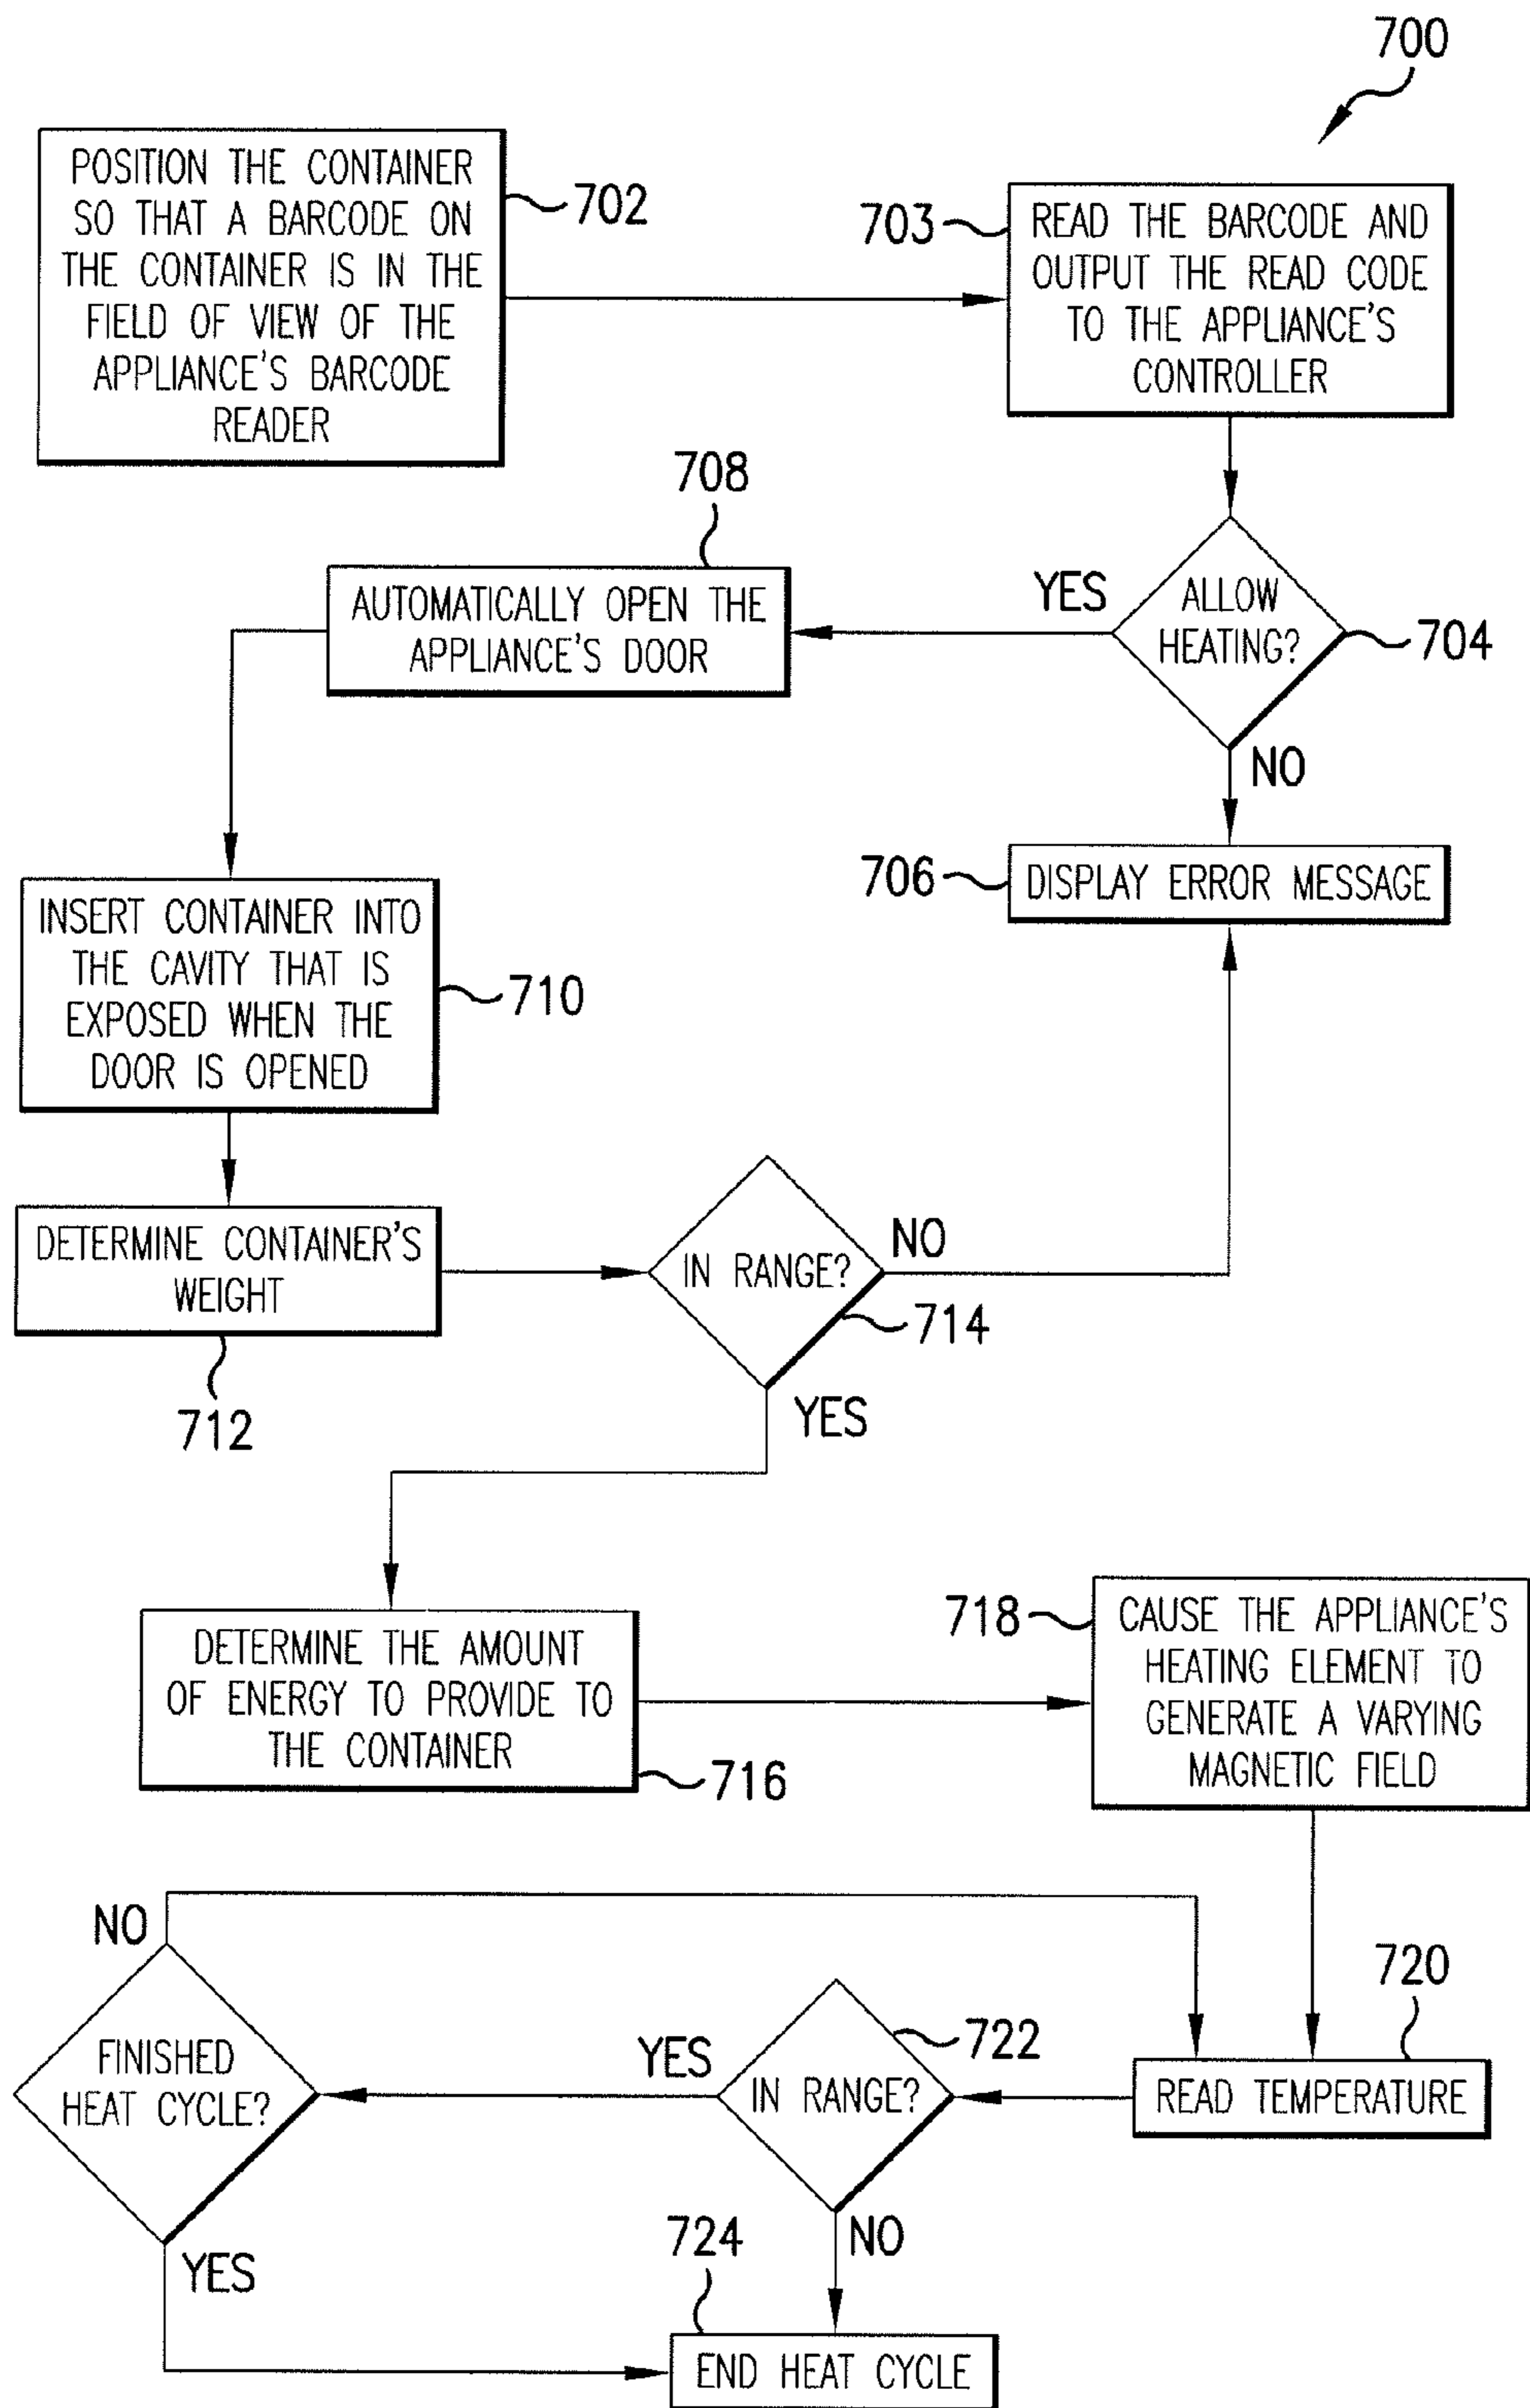 700
POSITION THE CONTAINER
SO THAT A BARCODE ON
THE CONTAINER IS IN THE
FIELD OF VIEW OF THE
APPLIANCE'S BARCODE
READER
702
703
READ THE BARCODE AND
OUTPUT THE READ CODE
TO THE APPLIANCE'S
CONTROLLER
708
AUTOMATICALLY OPEN THE
APPLIANCE'S DOOR
YES
ALLOW
HEATING?
704
NO
706
DISPLAY ERROR MESSAGE
INSERT CONTAINER INTO
THE CAVITY THAT IS
EXPOSED WHEN THE
DOOR IS OPENED
710
DETERMINE CONTAINER'S
WEIGHT
712
IN RANGE?
NO
714
YES
DETERMINE THE AMOUNT
OF ENERGY TO PROVIDE TO
THE CONTAINER
716
718
CAUSE THE APPLIANCE'S
HEATING ELEMENT TO
GENERATE A VARYING
MAGNETIC FIELD
720
READ TEMPERATURE
722
IN RANGE?
YES
NO
FINISHED
HEAT CYCLE?
NO
YES
724
END HEAT CYCLE